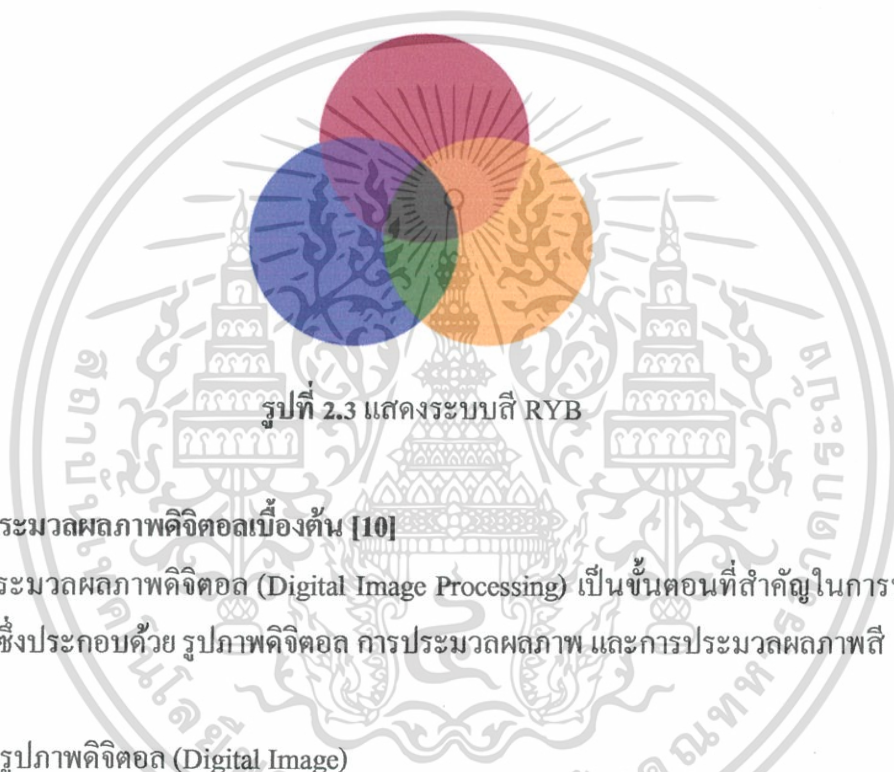 รูปที่ 2.3 แสดงระบบสี RYB
ระมวลผลภาพดิจิตอลเบื้องต้น [10]
ระมวลผลภาพดิจิตอล (Digital Image Processing) เป็นขั้นตอนที่สำคัญในการ
ซึ่งประกอบด้วย รูปภาพดิจิตอล การประมวลผลภาพ และการประมวลผลภาพสี
รูปภาพดิจิตอล (Digital Image)